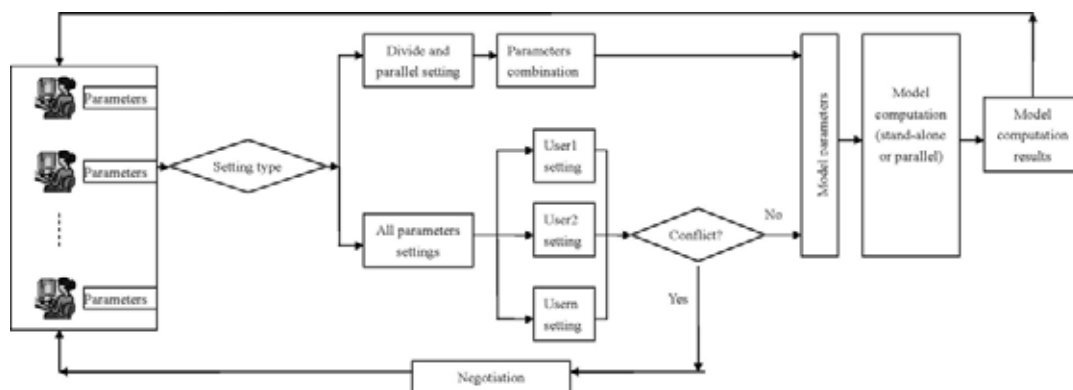 Parameters
Parameters
Parameters
Setting type
Divide and
parallel setting
Parameters
combination
All parameters
settings
User1
setting
User2
setting
Usern
setting
Conflict?
No
Yes
Negotiation
Model parameters
Model
computation
(stand-alone
or parallel)
Model
computation
results